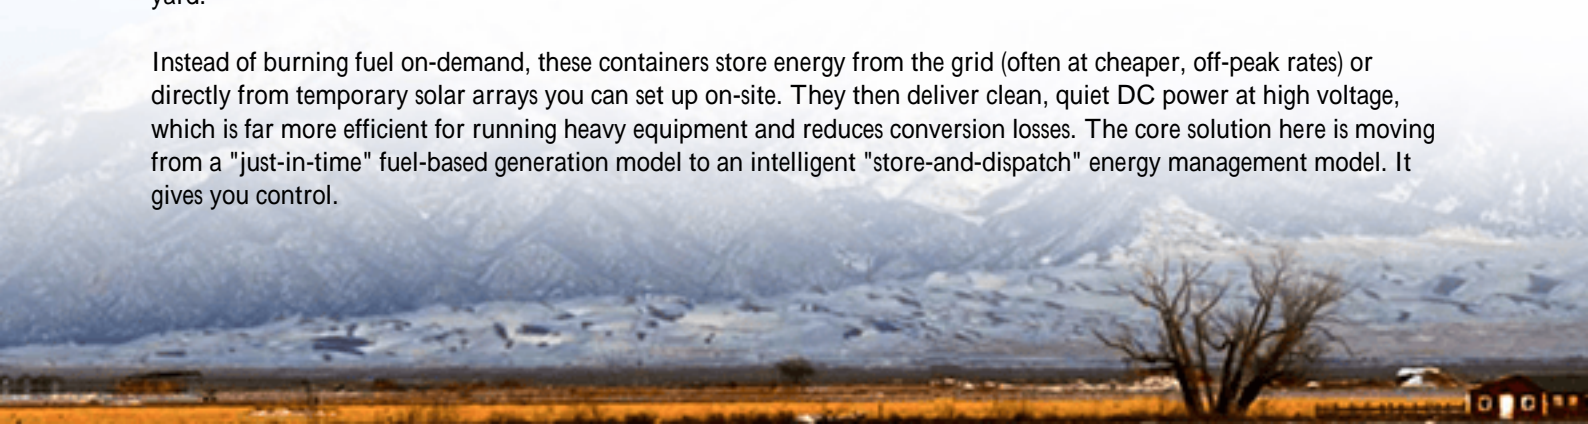 yard.
Instead of burning fuel on-demand, these containers store energy from the grid (often at cheaper, off-peak rates) or
directly from temporary solar arrays you can set up on-site. They then deliver clean, quiet DC power at high voltage,
which is far more efficient for running heavy equipment and reduces conversion losses. The core solution here is moving
from a "just-in-time" fuel-based generation model to an intelligent "store-and-dispatch" energy management model. It
gives you control.